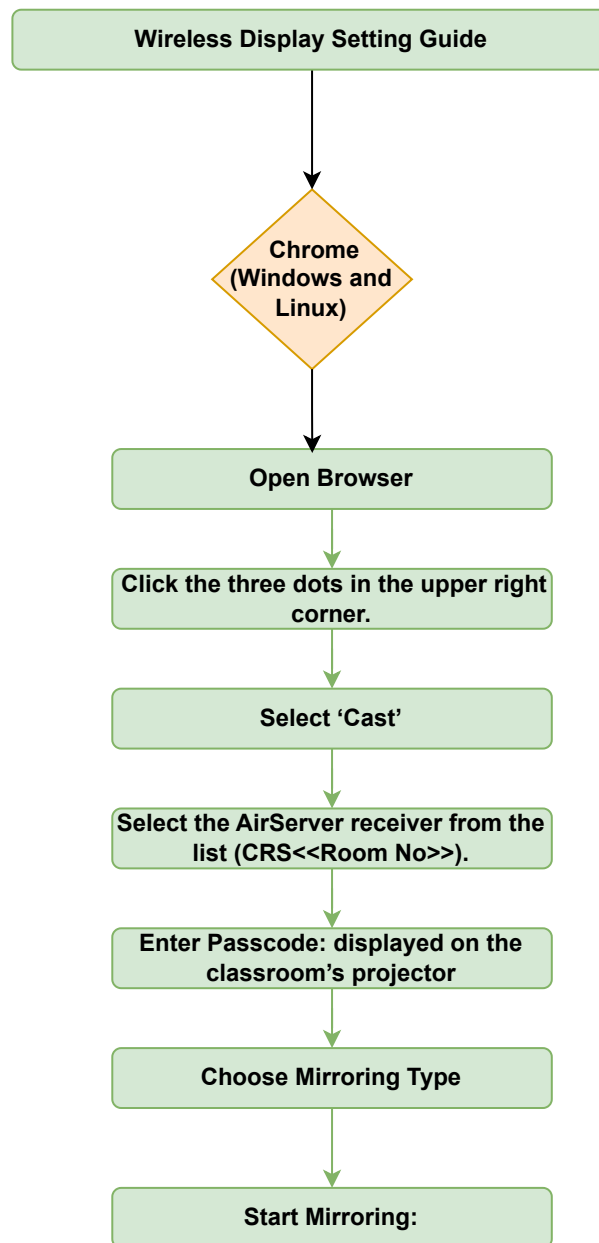 Wireless Display Setting Guide
Chrome
(Windows and
Linux)
Open Browser
Click the three dots in the upper right
corner.
Select ‘Cast’
Select the AirServer receiver from the
list (CRS<<Room No>>).
Enter Passcode: displayed on the
classroom’s projector
Choose Mirroring Type
Start Mirroring: